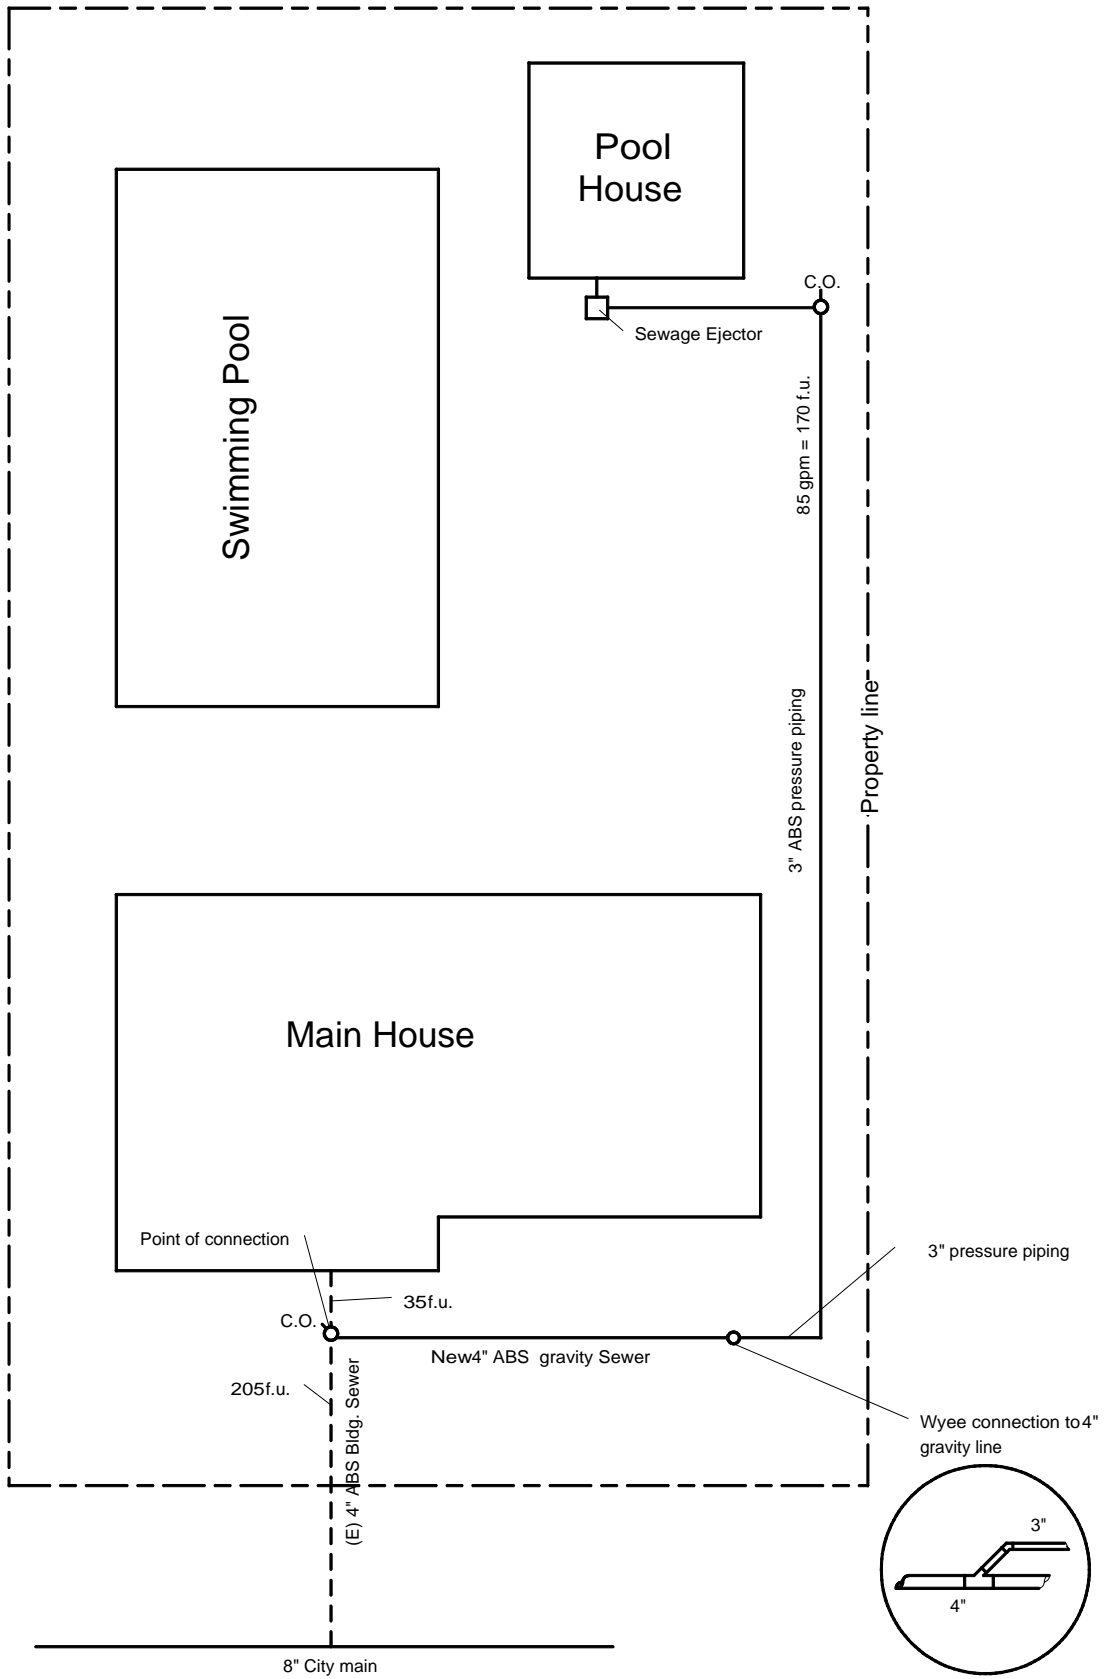 Pool
House
C.O.
Sewage Ejector
Swimming Pool
85 gpm = 170 f.u.
3" ABS pressure piping
Property line
Main House
Point of connection
3" pressure piping
35f.u.
C.O.
New4" ABS gravity Sewer
205f.u.
(E) 4" ABS Bldg. Sewer
Wyee connection to4"
gravity line
3"
4"
8" City main